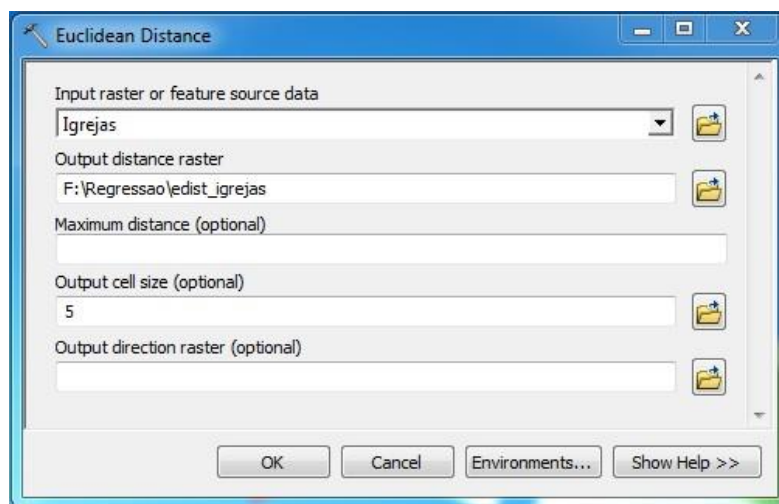 Euclidean Distance
Input raster or feature source data
Igrejas
Output distance raster
F:\Regressao\edist_igrejas
Maximum distance (optional)
Output cell size (optional)
5
Output direction raster (optional)
OK Cancel Environments... Show Help >>